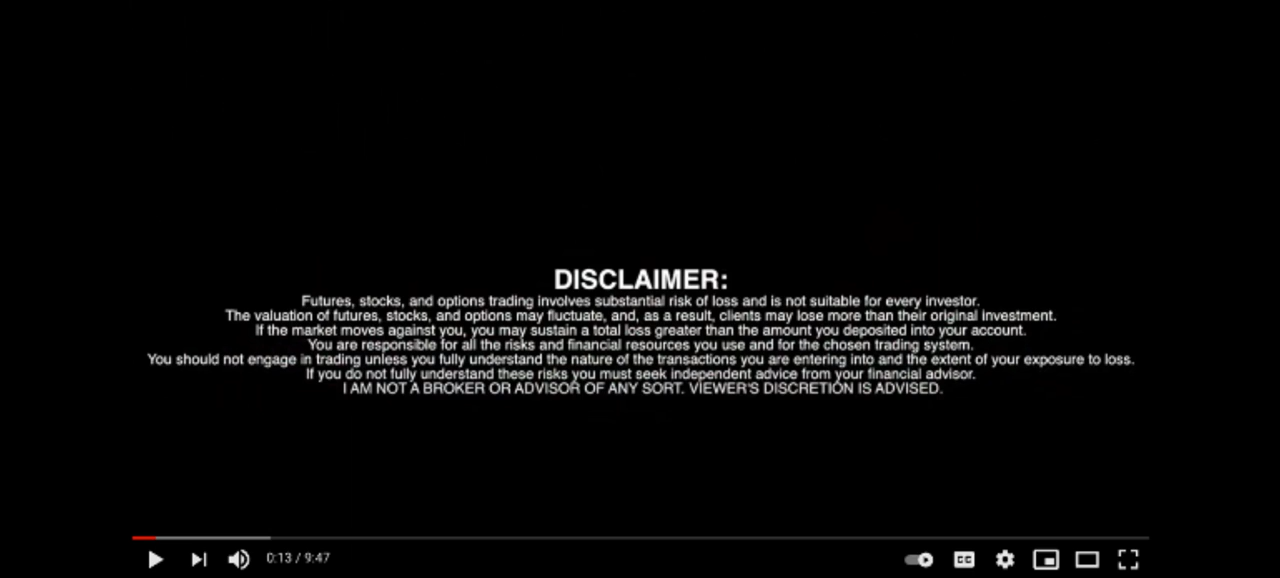 DISCLAIMER:
Futures, stocks, and options trading involves substantial risk of loss and is not suitable for every investor.
The valuation of futures, stocks, and options may fluctuate, and, as a result, clients may lose more than their original investment.
If the market moves against you, you may sustain a total loss greater than the amount you deposited into your account.
You are responsible for all the risks and financial resources you use and for the chosen trading system.
You should not engage in trading unless you fully understand the nature of the transactions you are entering into and the extent of your exposure to loss.
If you do not fully understand these risks you must seek independent advice from your financial advisor.
I AM NOT A BROKER OR ADVISOR OF ANY SORT. VIEWER'S DISCRETION IS ADVISED.
0:13 / 9:47
CC